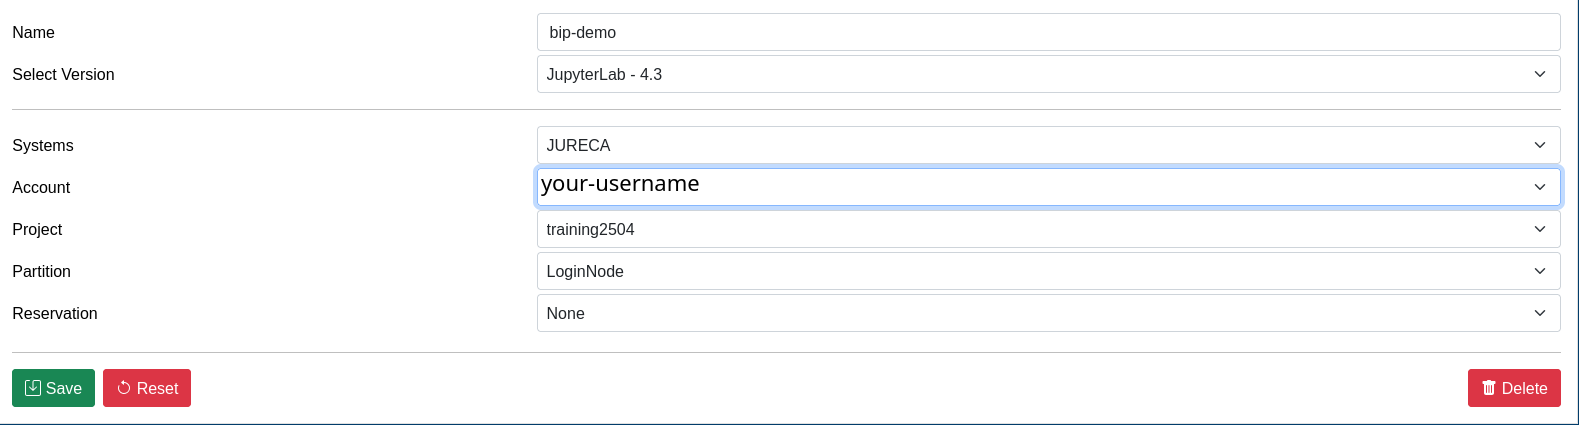 Name bip-demo
Select Version JupyterLab - 4.3
Systems JURECA
Account your-username
Project training2504
Partition LoginNode
Reservation None
Save Reset Delete